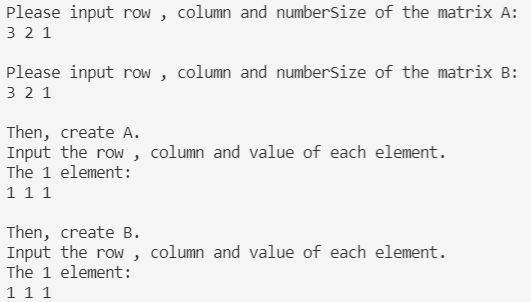 Please input row , column and numberSize of the matrix A:
3 2 1
Please input row , column and numberSize of the matrix B:
3 2 1
Then, create A.
Input the row , column and value of each element.
The 1 element:
1 1 1
Then, create B.
Input the row , column and value of each element.
The 1 element:
1 1 1